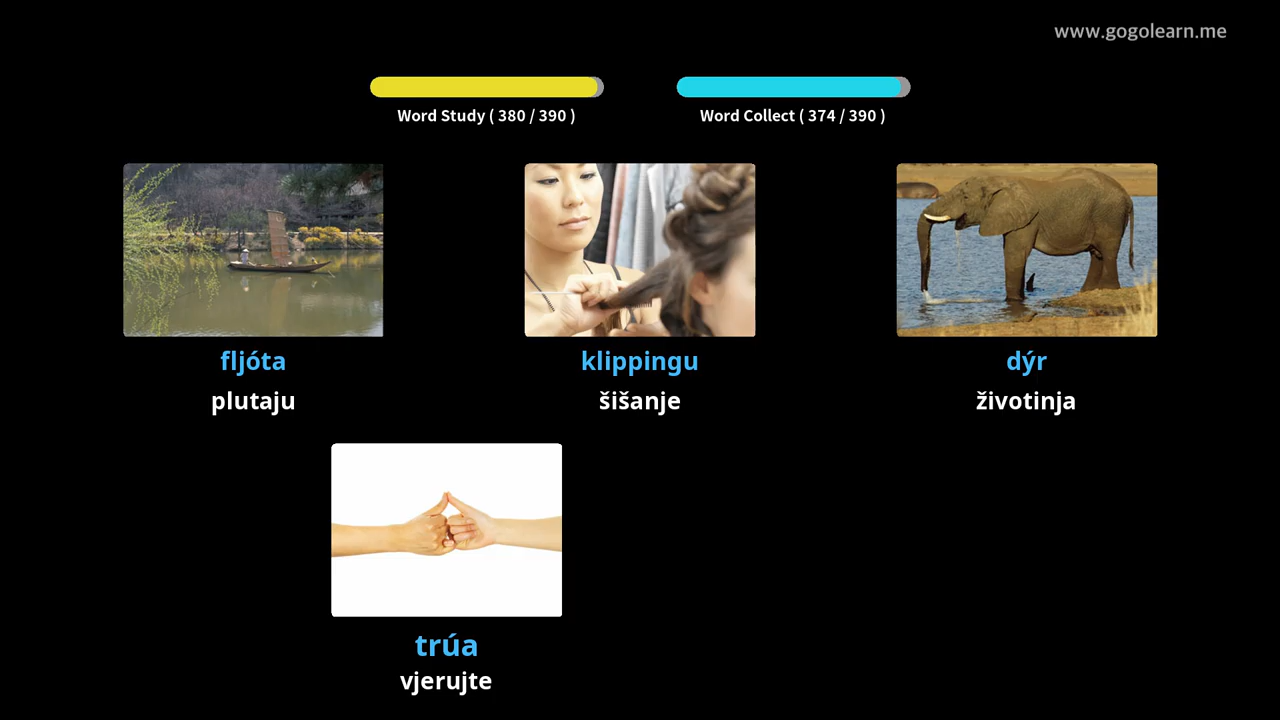 www.gogolearn.me
Word Study ( 380 / 390 )
Word Collect ( 374 / 390 )
fljóta
plutaju
klippingu
šišanje
dýr
životinja
trúa
vjerujte